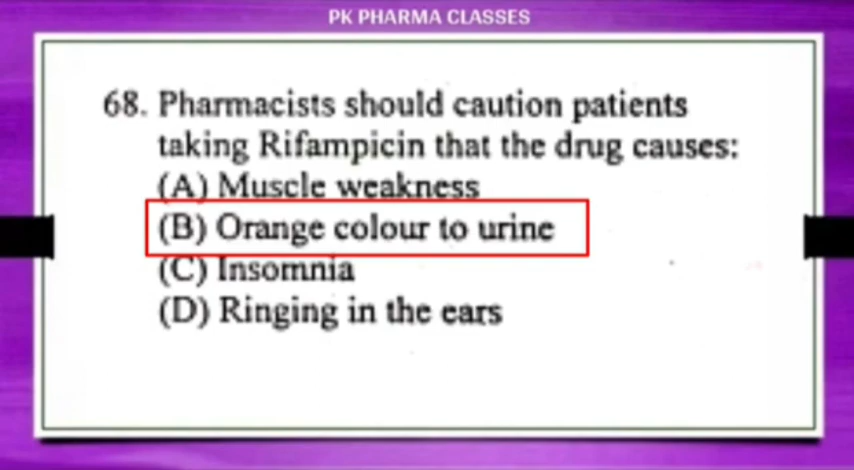 PK PHARMA CLASSES
68. Pharmacists should caution patients
taking Rifampicin that the drug causes:
(A) Muscle weakness
(B) Orange colour to urine
(C) Insomnia
(D) Ringing in the ears